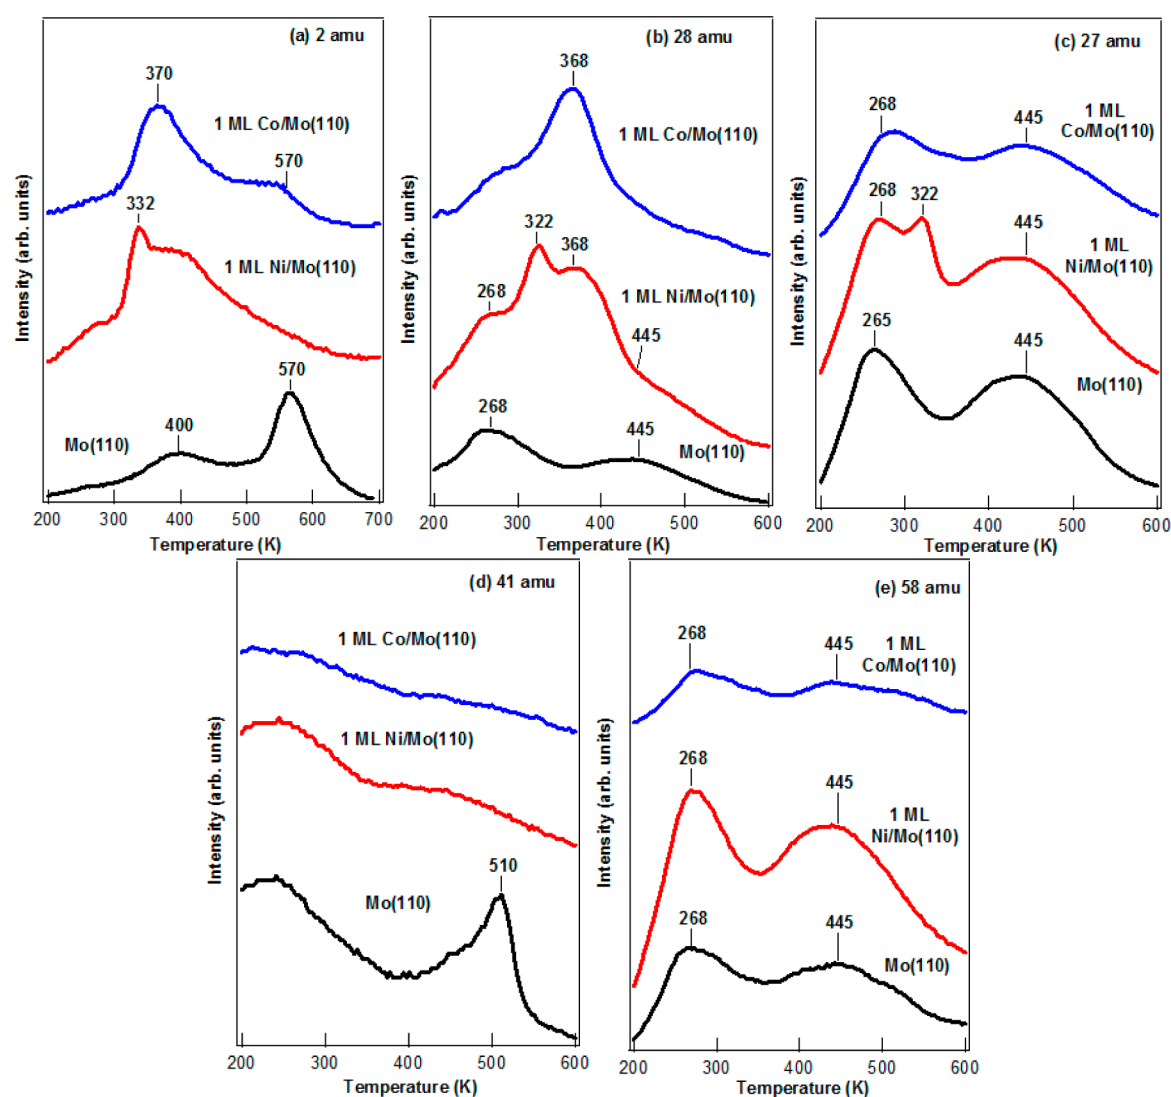 (a) 2 amu
370
1 ML Co/Mo(110)
570
332
1 ML Ni/Mo(110)
570
400
Mo(110)
Intensity (arb. units)
200 300 400 500 600 700
Temperature (K)
(b) 28 amu
368
1 ML Co/Mo(110)
322
368
268
1 ML Ni/Mo(110)
445
268
445
Mo(110)
Intensity (arb. units)
200 300 400 500 600
Temperature (K)
(c) 27 amu
268
445
1 ML
Co/Mo(110)
268
322
445
1 ML
Ni/Mo(110)
265
445
Mo(110)
Intensity (arb. units)
200 300 400 500 600
Temperature (K)
(d) 41 amu
1 ML Co/Mo(110)
1 ML Ni/Mo(110)
510
Mo(110)
Intensity (arb. units)
200 300 400 500 600
Temperature (K)
(e) 58 amu
268
445
1 ML
Co/Mo(110)
268
445
1 ML
Ni/Mo(110)
268
445
Mo(110)
Intensity (arb. units)
200 300 400 500 600
Temperature (K)